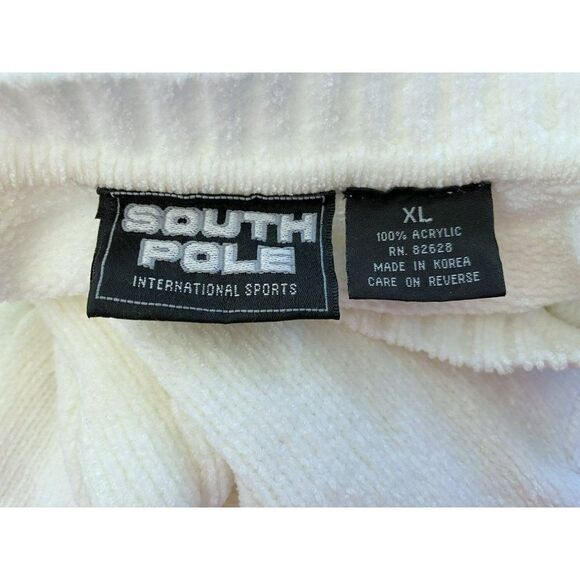 SOUTH
POLE
INTERNATIONAL SPORTS
XL
100% ACRYLIC
RN. 82628
MADE IN KOREA
CARE ON REVERSE